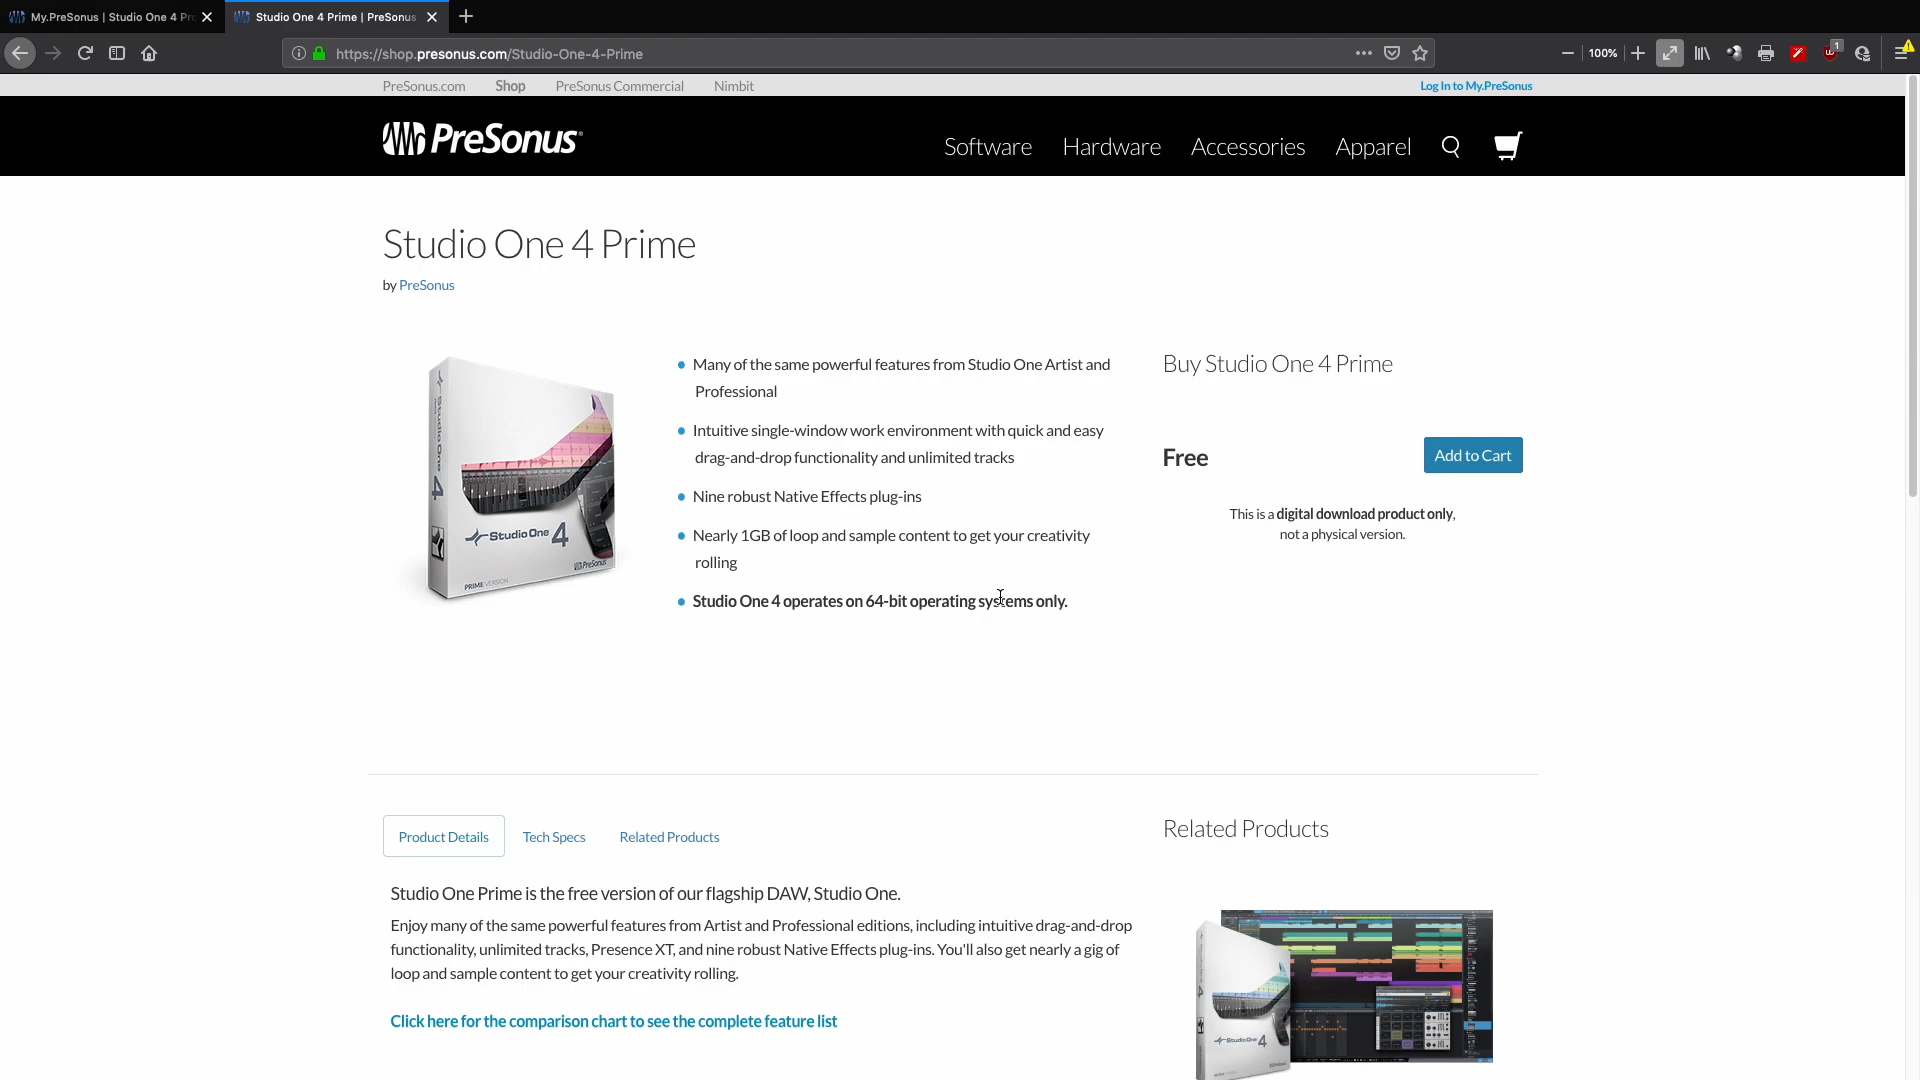 My.PreSonus | Studio One 4 Pr
Studio One 4 Prime | PreSonus
https://shop.presonus.com/Studio-One-4-Prime
100%
1
PreSonus.com
Shop
PreSonus Commercial
Nimbit
Log In to My.PreSonus
PreSonus
Software
Hardware
Accessories
Apparel
Studio One 4 Prime
by PreSonus
Studio One 4
Studio One 4
PreSonus
PRIME VERSION
Many of the same powerful features from Studio One Artist and
Professional
Intuitive single-window work environment with quick and easy
drag-and-drop functionality and unlimited tracks
Nine robust Native Effects plug-ins
Nearly 1GB of loop and sample content to get your creativity
rolling
Studio One 4 operates on 64-bit operating systems only.
Buy Studio One 4 Prime
Free
Add to Cart
This is a digital download product only,
not a physical version.
Product Details
Tech Specs
Related Products
Studio One Prime is the free version of our flagship DAW, Studio One.
Enjoy many of the same powerful features from Artist and Professional editions, including intuitive drag-and-drop
functionality, unlimited tracks, Presence XT, and nine robust Native Effects plug-ins. You'll also get nearly a gig of
loop and sample content to get your creativity rolling.
Click here for the comparison chart to see the complete feature list
Related Products
Studio One 4